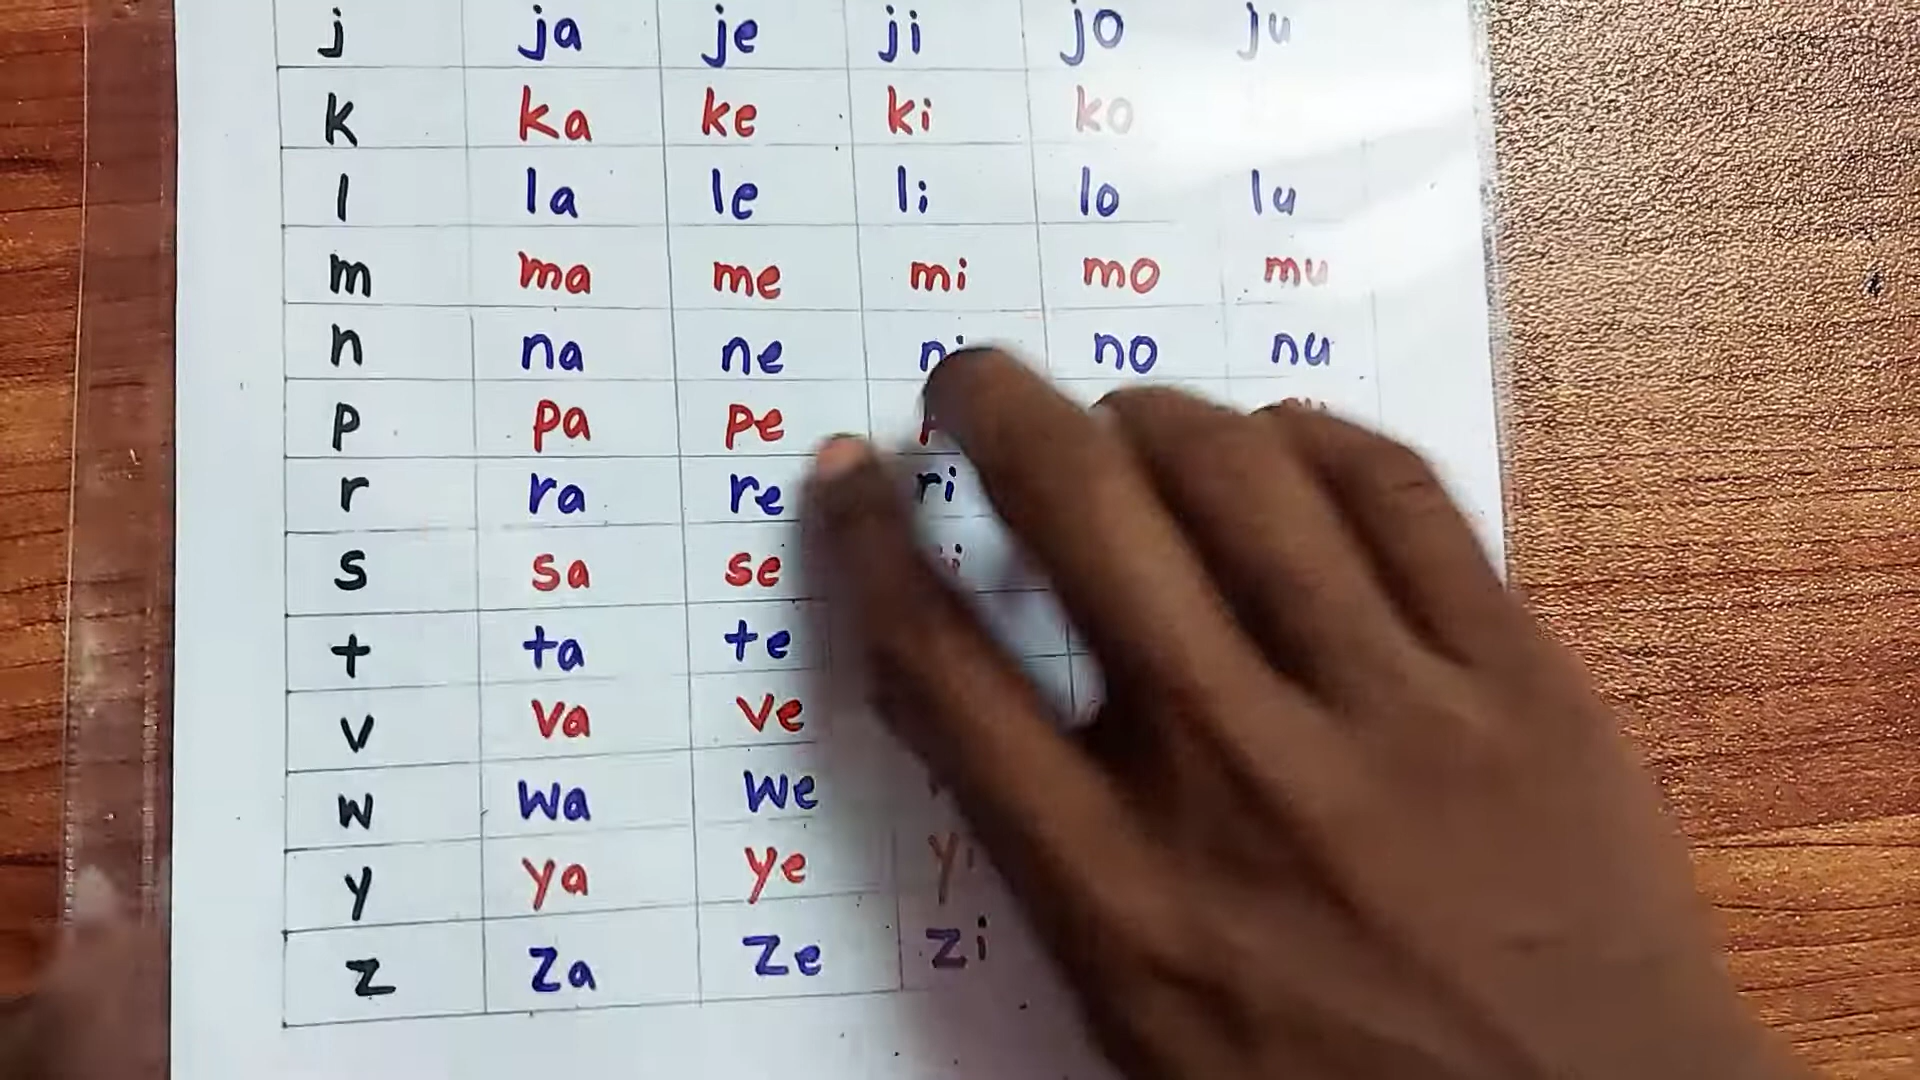 j ja je ji jo ju
k ka ke ki ko
l la le li lo lu
m ma me mi mo mu
n na ne ni no nu
p pa pe
r ra re ri
s sa se
t ta te
v va ve
w wa we
y ya ye yi
z za ze zi